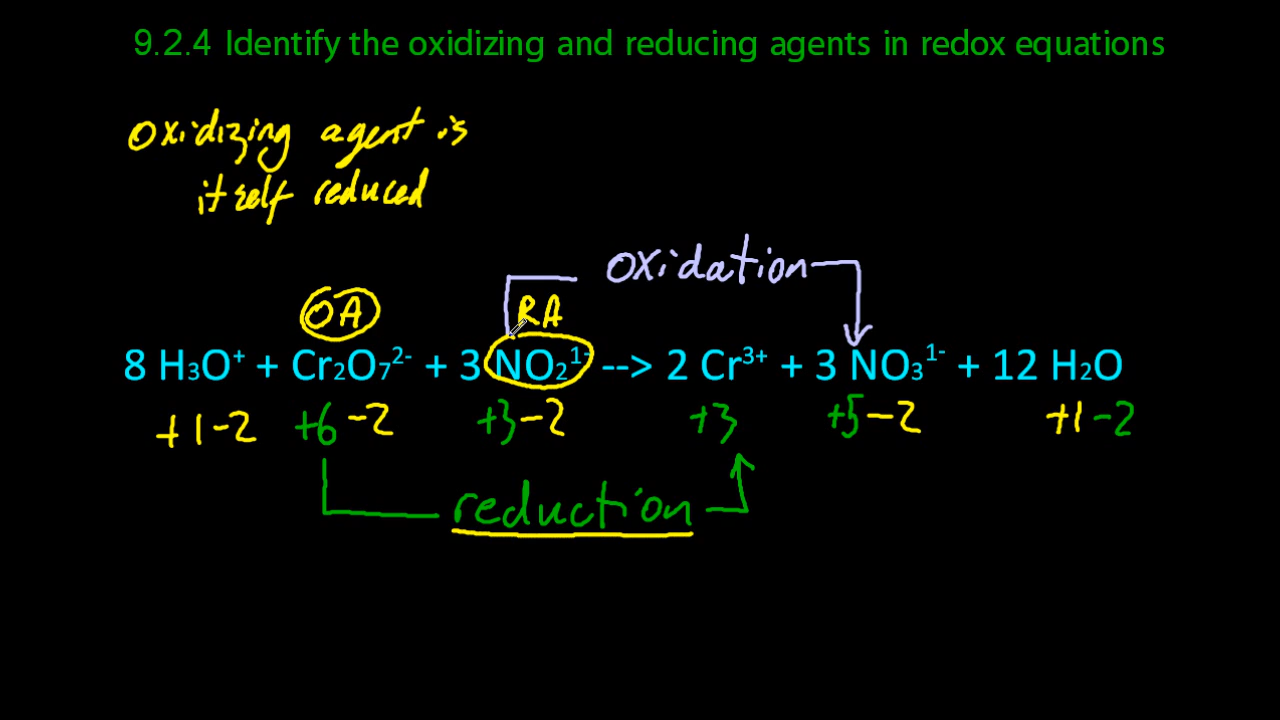 9.2.4 Identify the oxidizing and reducing agents in redox equations
oxidizing agent is
itself reduced
oxidation
OA RA
8 H₃O⁺ + Cr₂O₇²⁻ + 3 NO₂¹⁻ --> 2 Cr³⁺ + 3 NO₃¹⁻ + 12 H₂O
+1 -2 +6 -2 +3 -2 +3 +5 -2 +1 -2
reduction